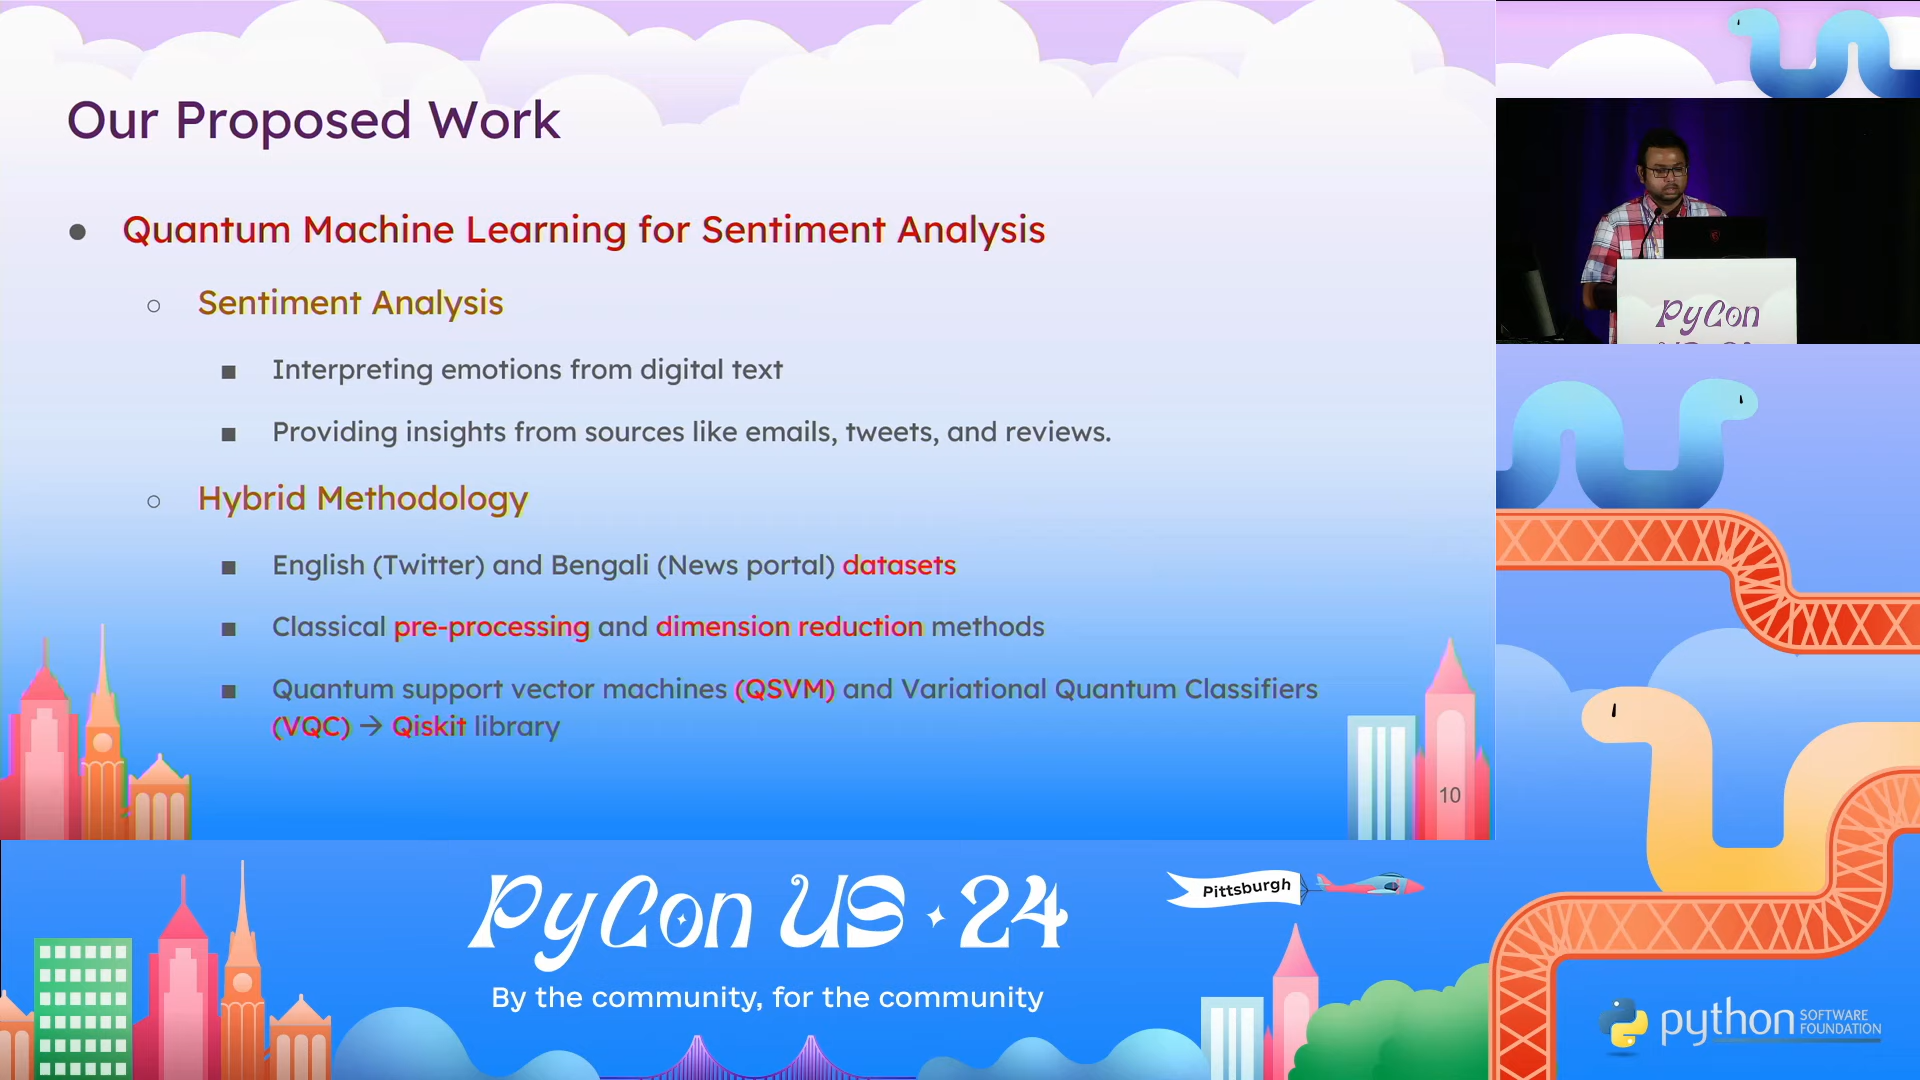 Our Proposed Work
● Quantum Machine Learning for Sentiment Analysis
○ Sentiment Analysis
■ Interpreting emotions from digital text
■ Providing insights from sources like emails, tweets, and reviews.
○ Hybrid Methodology
■ English (Twitter) and Bengali (News portal) datasets
■ Classical pre-processing and dimension reduction methods
■ Quantum support vector machines (QSVM) and Variational Quantum Classifiers
(VQC) → Qiskit library
10
PyCon
PyCon US 24
Pittsburgh
By the community, for the community
python SOFTWARE
FOUNDATION